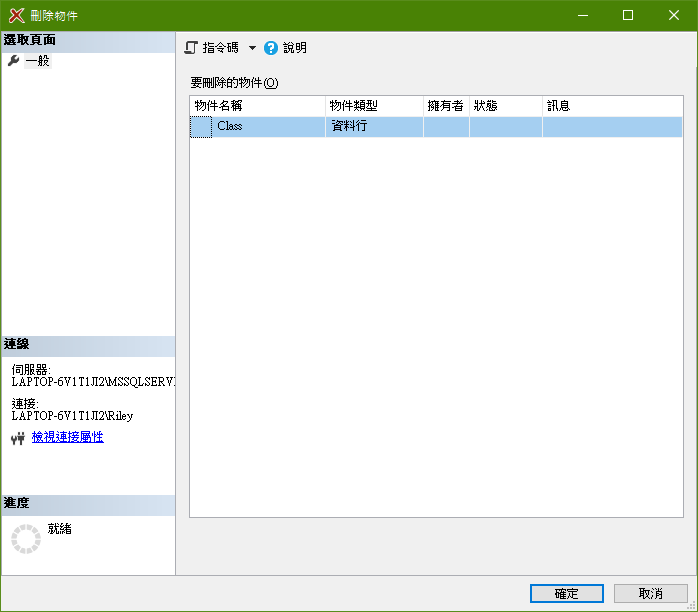 刪除物件
選取頁面
一般
指令碼
說明
要刪除的物件(O)
物件名稱 物件類型 擁有者 狀態 訊息
Class 資料行
連線
伺服器:
LAPTOP-6V1T1JI2\MSSQLSERV
連接:
LAPTOP-6V1T1JI2\Riley
檢視連接屬性
進度
就緒
確定 取消